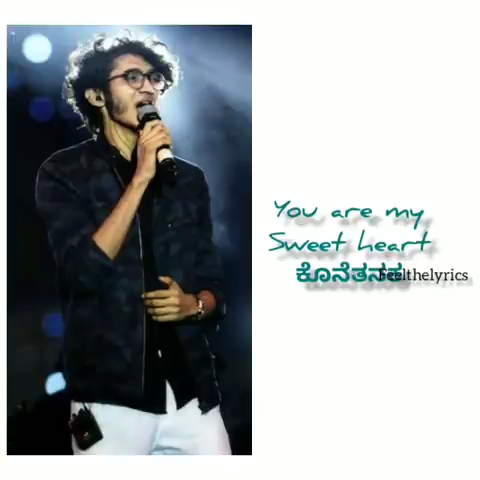 You are my
Sweet heart
ಕೊನೆತನಕ
Feelthelyrics